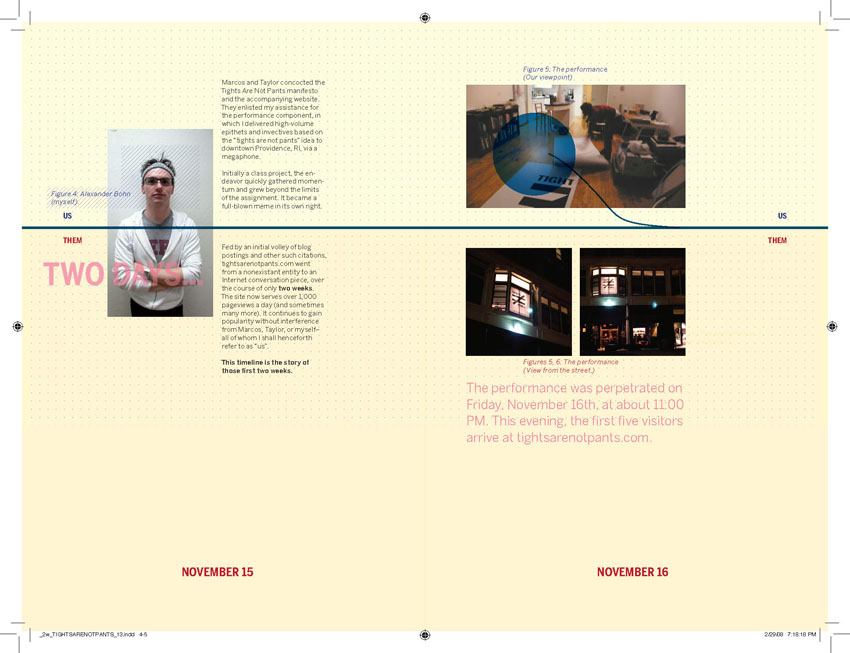 Marcos and Taylor concocted the
Tights Are Not Pants manifesto
and the accompanying website.
They enlisted my assistance for
the performance component, in
which I delivered high-volume
epithets and invectives based on
the "tights are not pants" idea to
downtown Providence, RI, via a
megaphone.
Initially a class project, the en-
deavor quickly gathered momen-
tum and grew beyond the limits
of the assignment. It became a
full-blown meme in its own right.
Figure 4: Alexander Bohn
(myself)
US
THEM
TWO DAYS...
Fed by an initial volley of blog
postings and other such citations,
tightsarenotpants.com went
from a nonexistant entity to an
Internet conversation piece, over
the course of only two weeks.
The site now serves over 1,000
pageviews a day (and sometimes
many more). It continues to gain
popularity without interference
from Marcos, Taylor, or myself–
all of whom I shall henceforth
refer to as "us".
This timeline is the story of
those first two weeks.
NOVEMBER 15
Figure 5: The performance
(Our viewpoint)
TIGHT
US
THEM
Figures 5, 6: The performance
(View from the street.)
The performance was perpetrated on
Friday, November 16th, at about 11:00
PM. This evening, the first five visitors
arrive at tightsarenotpants.com.
NOVEMBER 16
_2w_TIGHTSARENOTPANTS_13.indd 4-5
2/29/08 7:18:18 PM